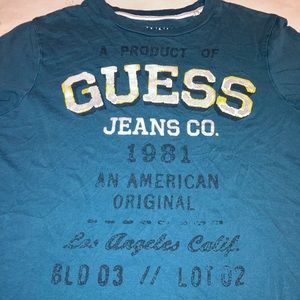 A PRODUCT OF
GUESS
JEANS CO.
1981
AN AMERICAN
ORIGINAL
Los Angeles Calif.
BLD 03 // LOT 02